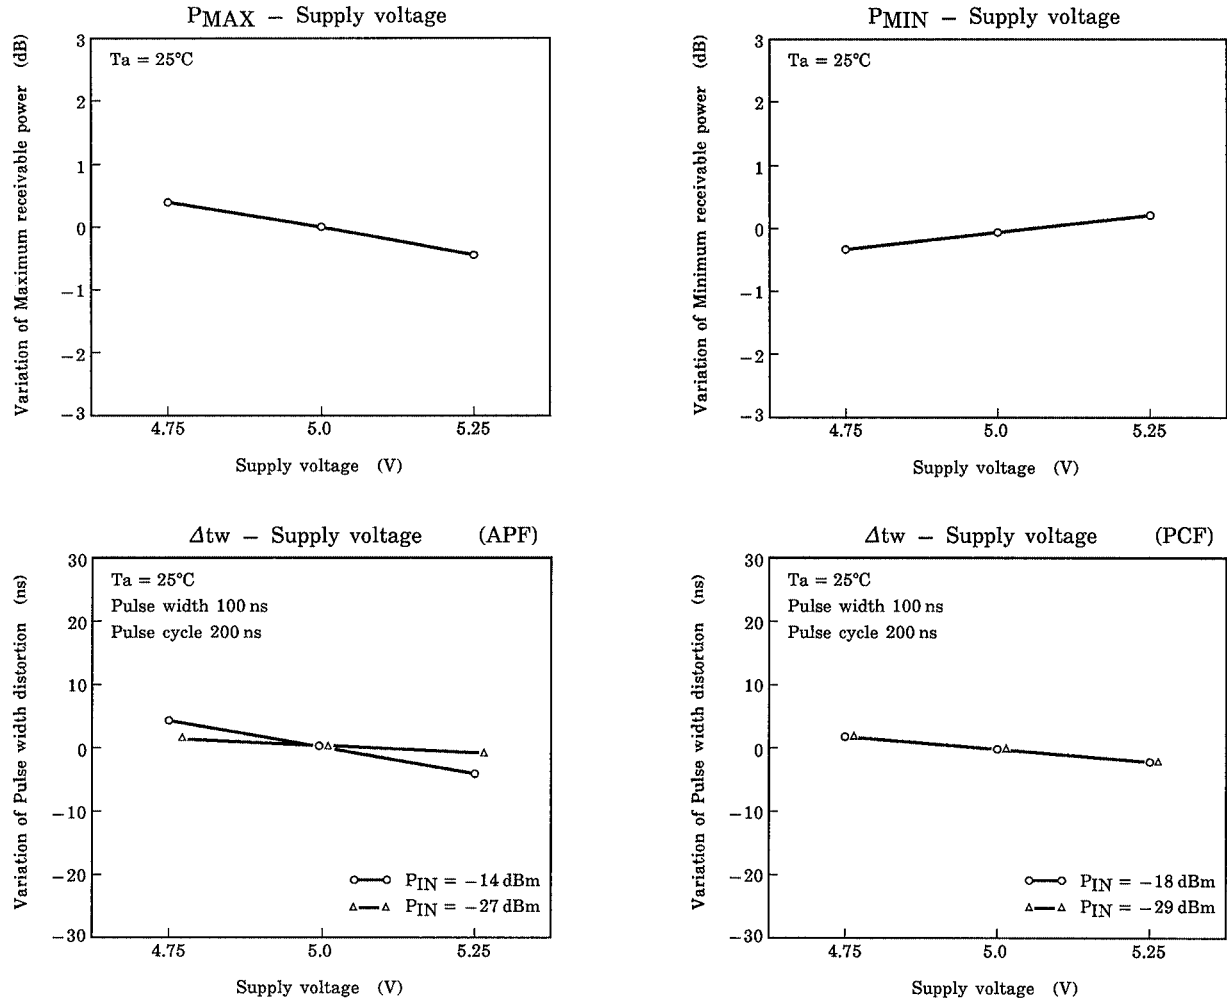 PMAX – Supply voltage
Variation of Maximum receivable power (dB)
Ta = 25°C
3
2
1
0
−1
−2
−3
4.75 5.0 5.25
Supply voltage (V)
PMIN – Supply voltage
Variation of Minimum receivable power (dB)
Ta = 25°C
3
2
1
0
−1
−2
−3
4.75 5.0 5.25
Supply voltage (V)
Δtw – Supply voltage (APF)
Variation of Pulse width distortion (ns)
Ta = 25°C
Pulse width 100 ns
Pulse cycle 200 ns
30
20
10
0
−10
−20
−30
PIN = −14 dBm
PIN = −27 dBm
4.75 5.0 5.25
Supply voltage (V)
Δtw – Supply voltage (PCF)
Variation of Pulse width distortion (ns)
Ta = 25°C
Pulse width 100 ns
Pulse cycle 200 ns
30
20
10
0
−10
−20
−30
PIN = −18 dBm
PIN = −29 dBm
4.75 5.0 5.25
Supply voltage (V)